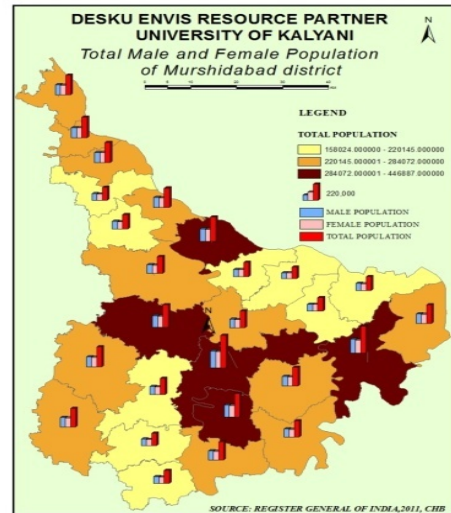 DESKU ENVIS RESOURCE PARTNER
UNIVERSITY OF KALYANI
N
Total Male and Female Population
of Murshidabad district
LEGEND
TOTAL POPULATION
158024.000000 - 220145.000000
220145.000001 - 284072.000000
284072.000001 - 446887.000000
220,000
MALE POPULATION
FEMALE POPULATION
TOTAL POPULATION
N
SOURCE: REGISTER GENERAL OF INDIA,2011, CHB